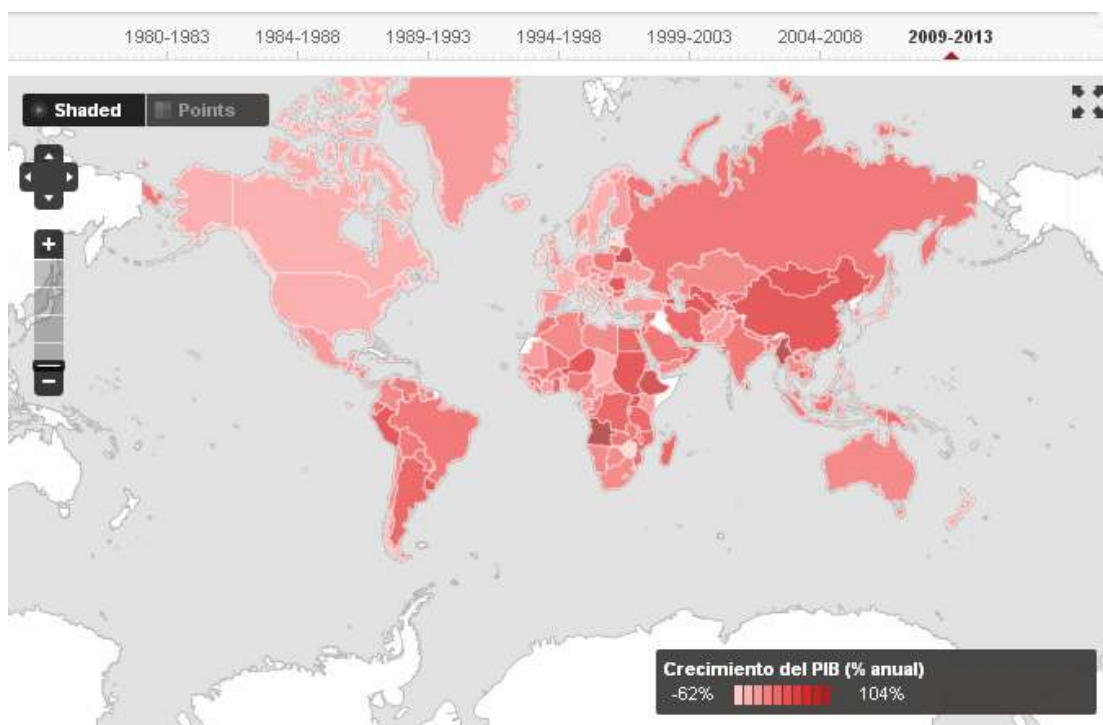 1980-1983 1984-1988 1989-1993 1994-1998 1999-2003 2004-2008 2009-2013
Shaded Points
+
−
Crecimiento del PIB (% anual)
-62% 104%